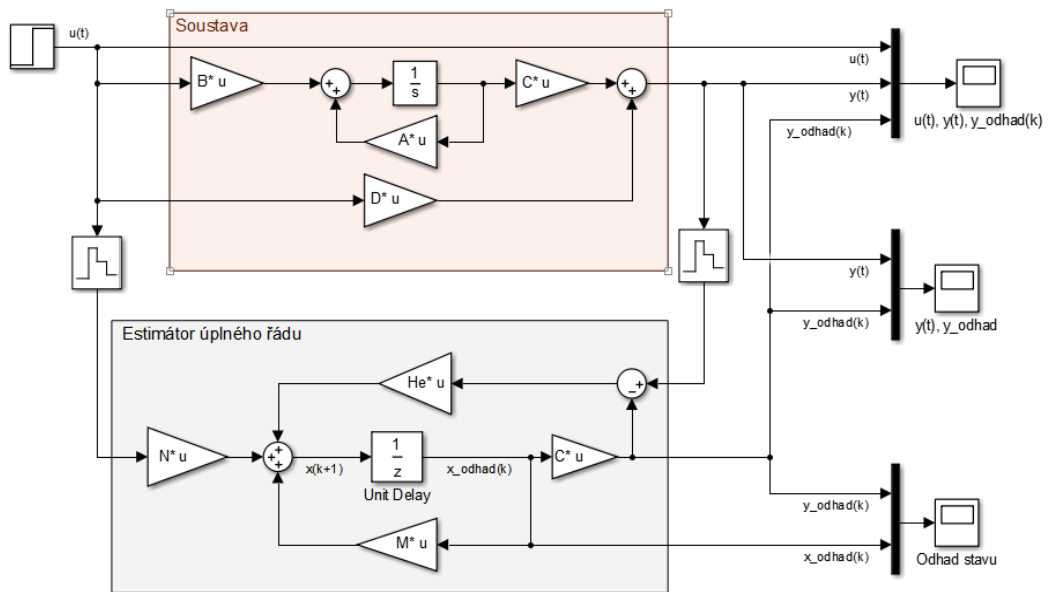 Soustava
u(t)
B* u
1
s
C* u
A* u
D* u
u(t)
y(t)
y_odhad(k)
u(t), y(t), y_odhad(k)
y(t)
y_odhad(k)
y(t), y_odhad
Estimátor úplného řádu
He* u
N* u
x(k+1)
1
z
Unit Delay
x_odhad(k)
C* u
M* u
y_odhad(k)
x_odhad(k)
Odhad stavu